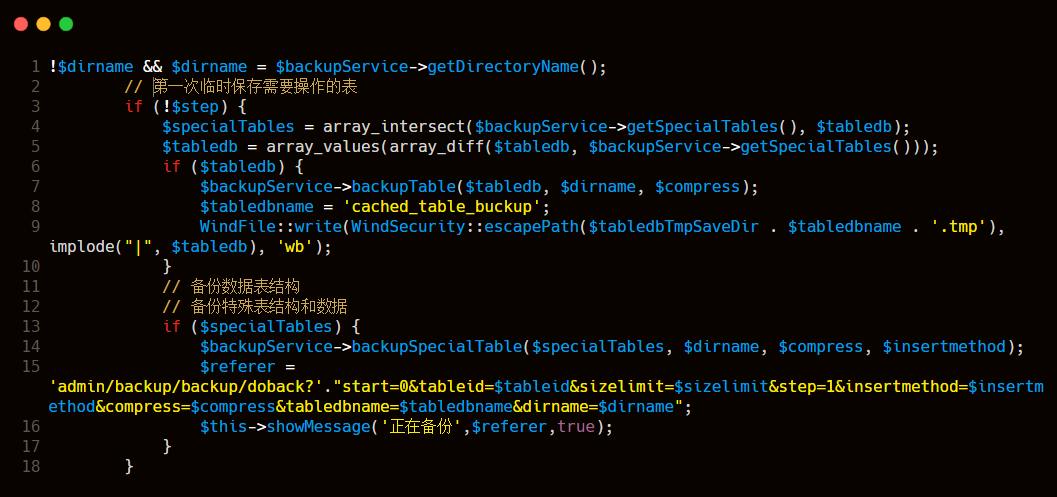 1 !$dirname && $dirname = $backupService->getDirectoryName();
2 // 第一次临时保存需要操作的表
3 if (!$step) {
4 $specialTables = array_intersect($backupService->getSpecialTables(), $tabledb);
5 $tabledb = array_values(array_diff($tabledb, $backupService->getSpecialTables()));
6 if ($tabledb) {
7 $backupService->backupTable($tabledb, $dirname, $compress);
8 $tabledbname = 'cached_table_buckup';
9 WindFile::write(WindSecurity::escapePath($tabledbTmpSaveDir . $tabledbname . '.tmp'),
implode("|", $tabledb), 'wb');
10 }
11 // 备份数据表结构
12 // 备份特殊表结构和数据
13 if ($specialTables) {
14 $backupService->backupSpecialTable($specialTables, $dirname, $compress, $insertmethod);
15 $referer =
'admin/backup/backup/doback?'."start=0&tableid=$tableid&sizelimit=$sizelimit&step=1&insertmethod=$insertm
ethod&compress=$compress&tabledbname=$tabledbname&dirname=$dirname";
16 $this->showMessage('正在备份',$referer,true);
17 }
18 }